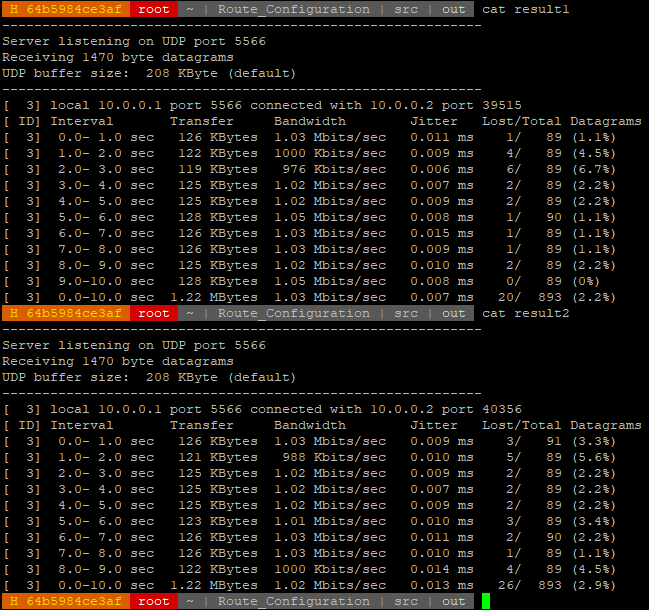 H 64b5984ce3af root ~ | Route_Configuration | src | out cat result1
------------------------------------------------------------
Server listening on UDP port 5566
Receiving 1470 byte datagrams
UDP buffer size:  208 KByte (default)
------------------------------------------------------------
[  3] local 10.0.0.1 port 5566 connected with 10.0.0.2 port 39515
[ ID] Interval       Transfer     Bandwidth        Jitter   Lost/Total Datagrams
[  3]  0.0- 1.0 sec   126 KBytes  1.03 Mbits/sec   0.011 ms    1/   89 (1.1%)
[  3]  1.0- 2.0 sec   122 KBytes  1000 Kbits/sec   0.009 ms    4/   89 (4.5%)
[  3]  2.0- 3.0 sec   119 KBytes   976 Kbits/sec   0.006 ms    6/   89 (6.7%)
[  3]  3.0- 4.0 sec   125 KBytes  1.02 Mbits/sec   0.007 ms    2/   89 (2.2%)
[  3]  4.0- 5.0 sec   125 KBytes  1.02 Mbits/sec   0.009 ms    2/   89 (2.2%)
[  3]  5.0- 6.0 sec   128 KBytes  1.05 Mbits/sec   0.008 ms    1/   90 (1.1%)
[  3]  6.0- 7.0 sec   126 KBytes  1.03 Mbits/sec   0.015 ms    1/   89 (1.1%)
[  3]  7.0- 8.0 sec   126 KBytes  1.03 Mbits/sec   0.009 ms    1/   89 (1.1%)
[  3]  8.0- 9.0 sec   125 KBytes  1.02 Mbits/sec   0.010 ms    2/   89 (2.2%)
[  3]  9.0-10.0 sec   128 KBytes  1.05 Mbits/sec   0.008 ms    0/   89 (0%)
[  3]  0.0-10.0 sec  1.22 MBytes  1.02 Mbits/sec   0.007 ms   20/  893 (2.2%)
H 64b5984ce3af root ~ | Route_Configuration | src | out cat result2
------------------------------------------------------------
Server listening on UDP port 5566
Receiving 1470 byte datagrams
UDP buffer size:  208 KByte (default)
------------------------------------------------------------
[  3] local 10.0.0.1 port 5566 connected with 10.0.0.2 port 40356
[ ID] Interval       Transfer     Bandwidth        Jitter   Lost/Total Datagrams
[  3]  0.0- 1.0 sec   126 KBytes  1.03 Mbits/sec   0.009 ms    3/   91 (3.3%)
[  3]  1.0- 2.0 sec   121 KBytes   988 Kbits/sec   0.010 ms    5/   89 (5.6%)
[  3]  2.0- 3.0 sec   125 KBytes  1.02 Mbits/sec   0.009 ms    2/   89 (2.2%)
[  3]  3.0- 4.0 sec   125 KBytes  1.02 Mbits/sec   0.007 ms    2/   89 (2.2%)
[  3]  4.0- 5.0 sec   125 KBytes  1.02 Mbits/sec   0.009 ms    2/   89 (2.2%)
[  3]  5.0- 6.0 sec   123 KBytes  1.01 Mbits/sec   0.010 ms    3/   89 (3.4%)
[  3]  6.0- 7.0 sec   126 KBytes  1.03 Mbits/sec   0.011 ms    2/   90 (2.2%)
[  3]  7.0- 8.0 sec   126 KBytes  1.03 Mbits/sec   0.010 ms    1/   89 (1.1%)
[  3]  8.0- 9.0 sec   122 KBytes  1000 Kbits/sec   0.014 ms    4/   89 (4.5%)
[  3]  0.0-10.0 sec  1.22 MBytes  1.02 Mbits/sec   0.013 ms   26/  893 (2.9%)
H 64b5984ce3af root ~ | Route_Configuration | src | out